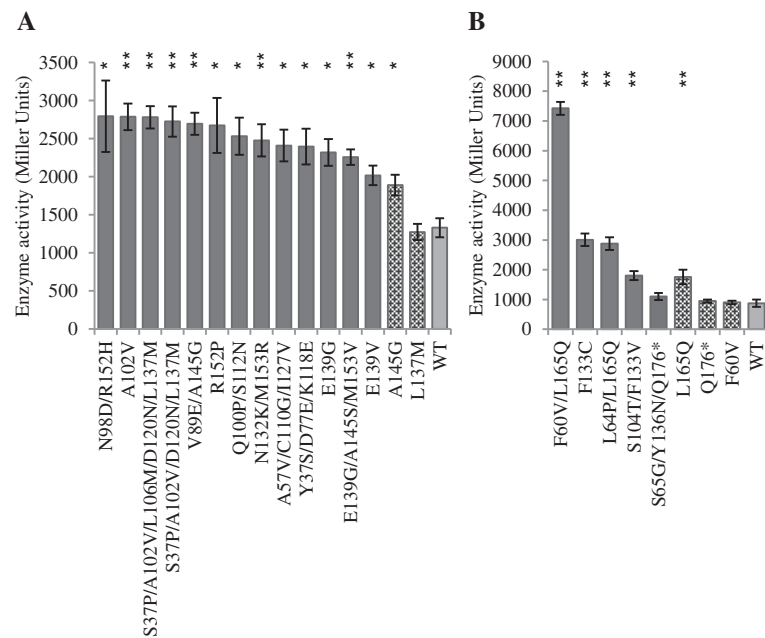 A
B
* ** ** ** ** * * ** * * * ** * *
** ** ** ** **
Enzyme activity (Miller Units)
3500
3000
2500
2000
1500
1000
500
0
N98D/R152H
A102V
S37P/A102V/L106M/D120N/L137M
S37P/A102V/D120N/L137M
V89E/A145G
R152P
Q100P/S112N
N132K/M153R
A57V/C110G/I127V
Y37S/D77E/K118E
E139G
E139G/A145S/M153V
E139V
A145G
L137M
WT
Enzyme activity (Miller Units)
9000
8000
7000
6000
5000
4000
3000
2000
1000
0
F60V/L165Q
F133C
L64P/L165Q
S104T/F133V
S65G/Y136N/Q176*
L165Q
Q176*
F60V
WT